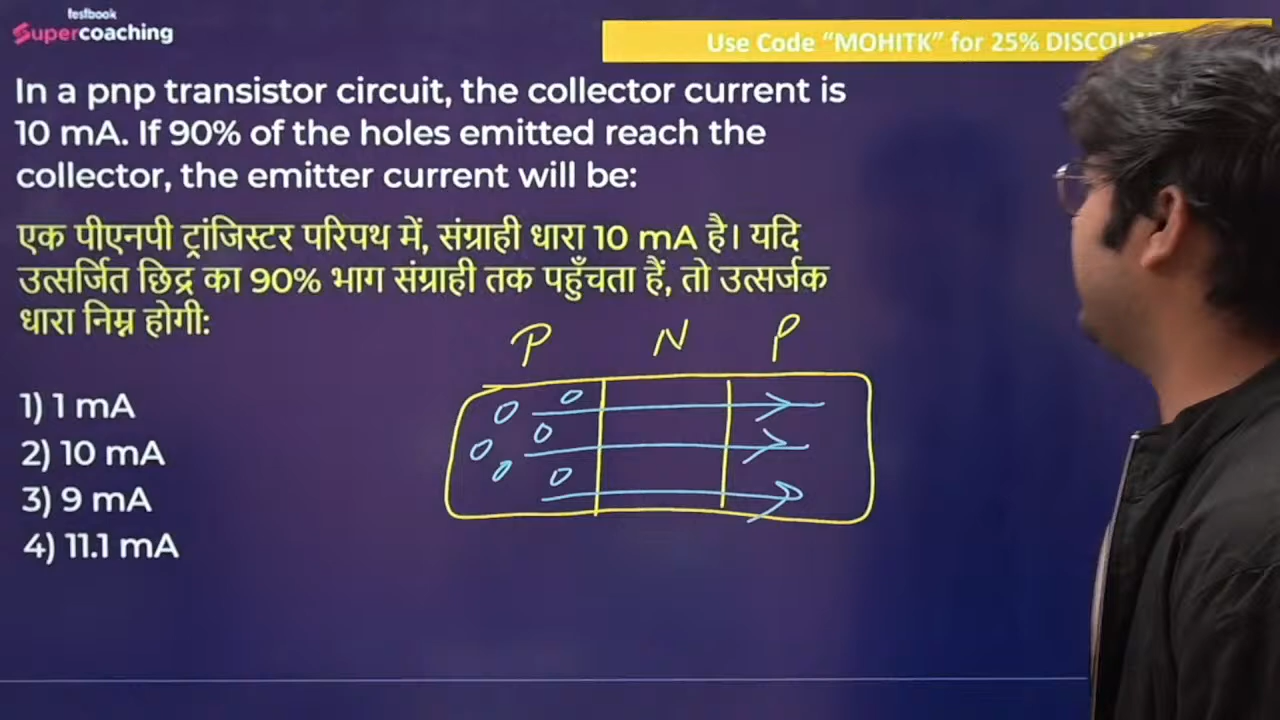 testbook
Supercoaching
Use Code “MOHITK” for 25%
In a pnp transistor circuit, the collector current is
10 mA. If 90% of the holes emitted reach the
collector, the emitter current will be:
एक पीएनपी ट्रांजिस्टर परिपथ में, संग्राही धारा 10 mA है। यदि
उत्सर्जित छिद्र का 90% भाग संग्राही तक पहुँचता हैं, तो उत्सर्जक
धारा निम्न होगी:
P N P
1) 1 mA
2) 10 mA
3) 9 mA
4) 11.1 mA